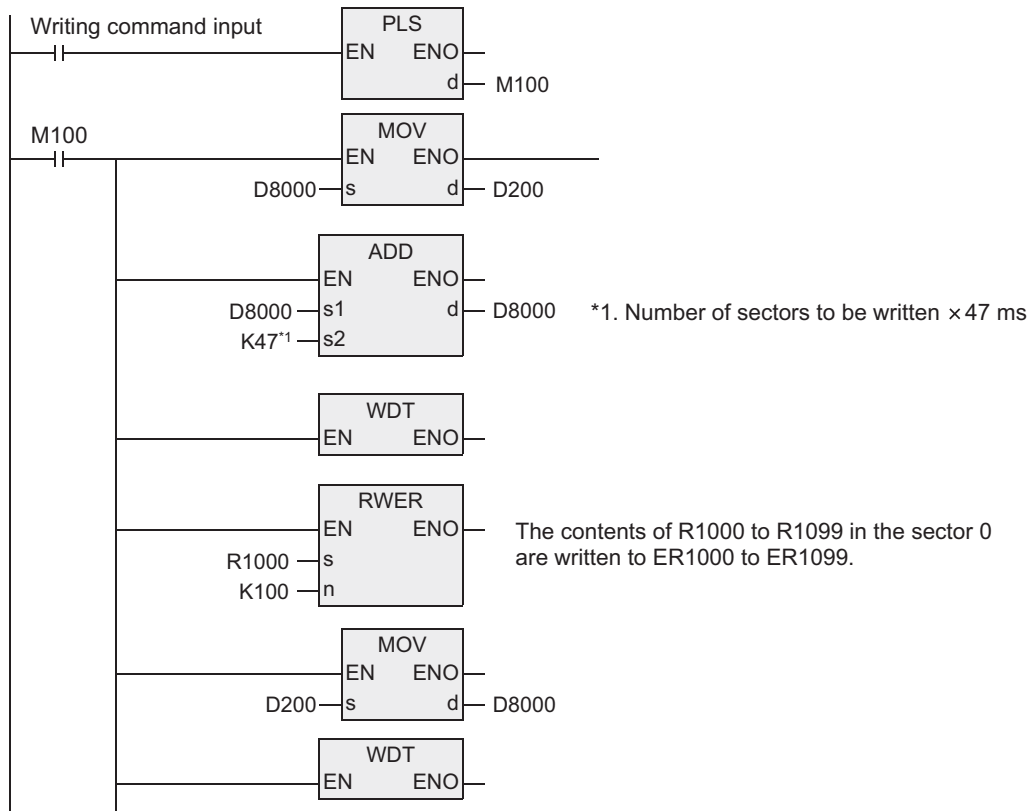 Writing command input
PLS
EN ENO
d M100
M100
MOV
EN ENO
D8000 s d D200
ADD
EN ENO
D8000 s1 d D8000 *1. Number of sectors to be written ×47 ms
K47*1 s2
WDT
EN ENO
RWER
EN ENO The contents of R1000 to R1099 in the sector 0
R1000 s are written to ER1000 to ER1099.
K100 n
MOV
EN ENO
D200 s d D8000
WDT
EN ENO